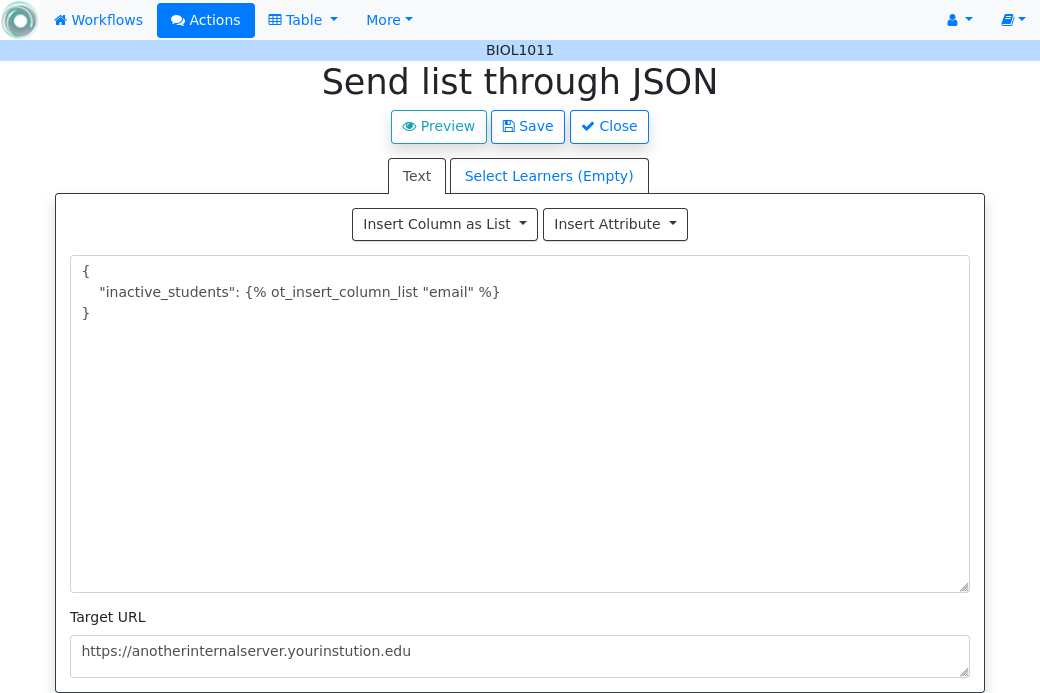 Workflows Actions Table More
BIOL1011
Send list through JSON
Preview Save Close
Text Select Learners (Empty)
Insert Column as List Insert Attribute
{
    "inactive_students": {% ot_insert_column_list "email" %}
}
Target URL
https://anotherinternalserver.yourinstution.edu